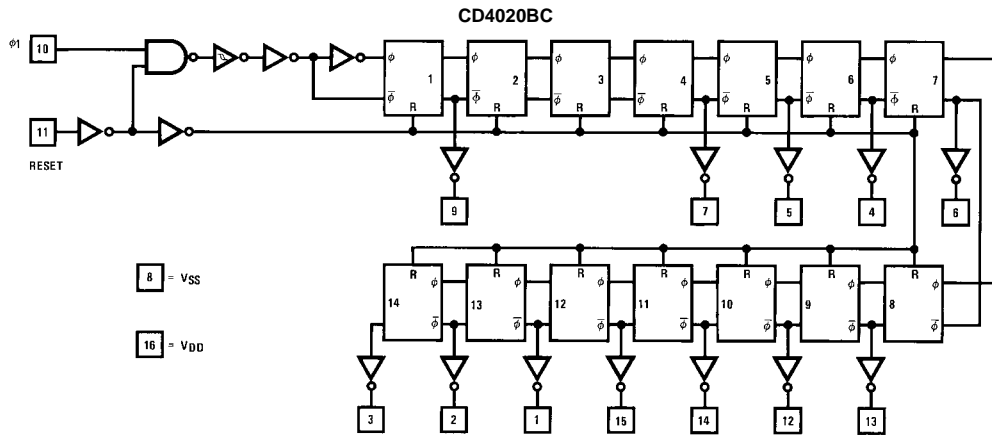 CD4020BC
ϕ1 10 ϕ ϕ ϕ
1 2 3 4 5 6 7
ϕ̅ ϕ̅ ϕ̅ ϕ̅ ϕ̅
R R R R R R R
11
RESET
9 7 5 4 6
R R R R R R R
8 = VSS
ϕ ϕ ϕ ϕ ϕ ϕ ϕ
14 13 12 11 10 9 8
ϕ̅ ϕ̅ ϕ̅ ϕ̅ ϕ̅ ϕ̅ ϕ̅
16 = VDD
3 2 1 15 14 12 13